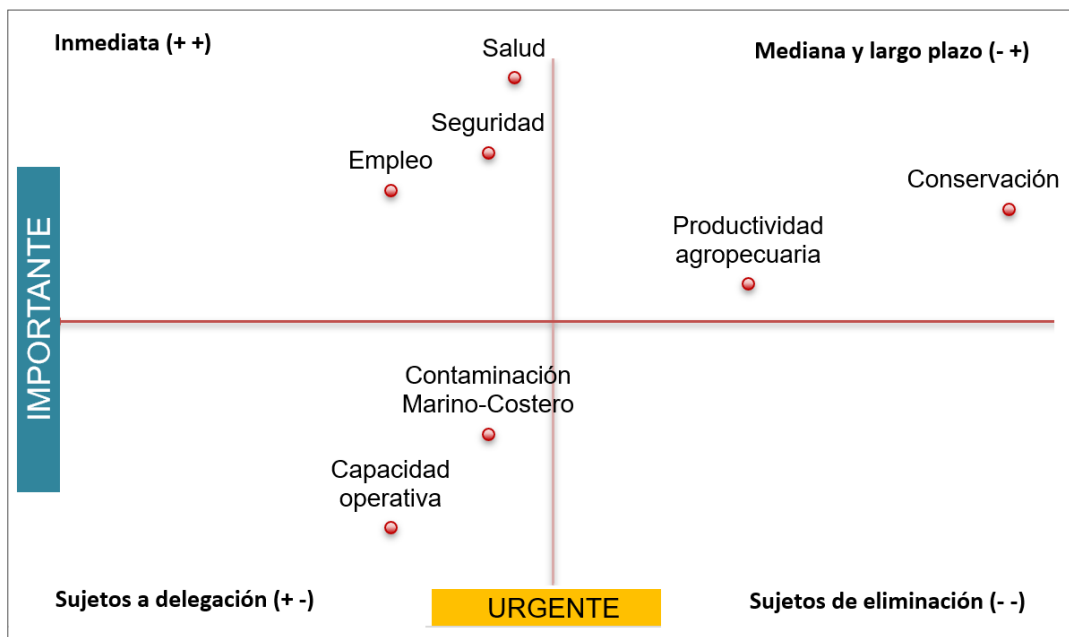 Inmediata (+ +)
Salud
Mediana y largo plazo (- +)
Seguridad
Empleo
Conservación
Productividad
agropecuaria
IMPORTANTE
Contaminación
Marino-Costero
Capacidad
operativa
Sujetos a delegación (+ -)
URGENTE
Sujetos de eliminación (- -)